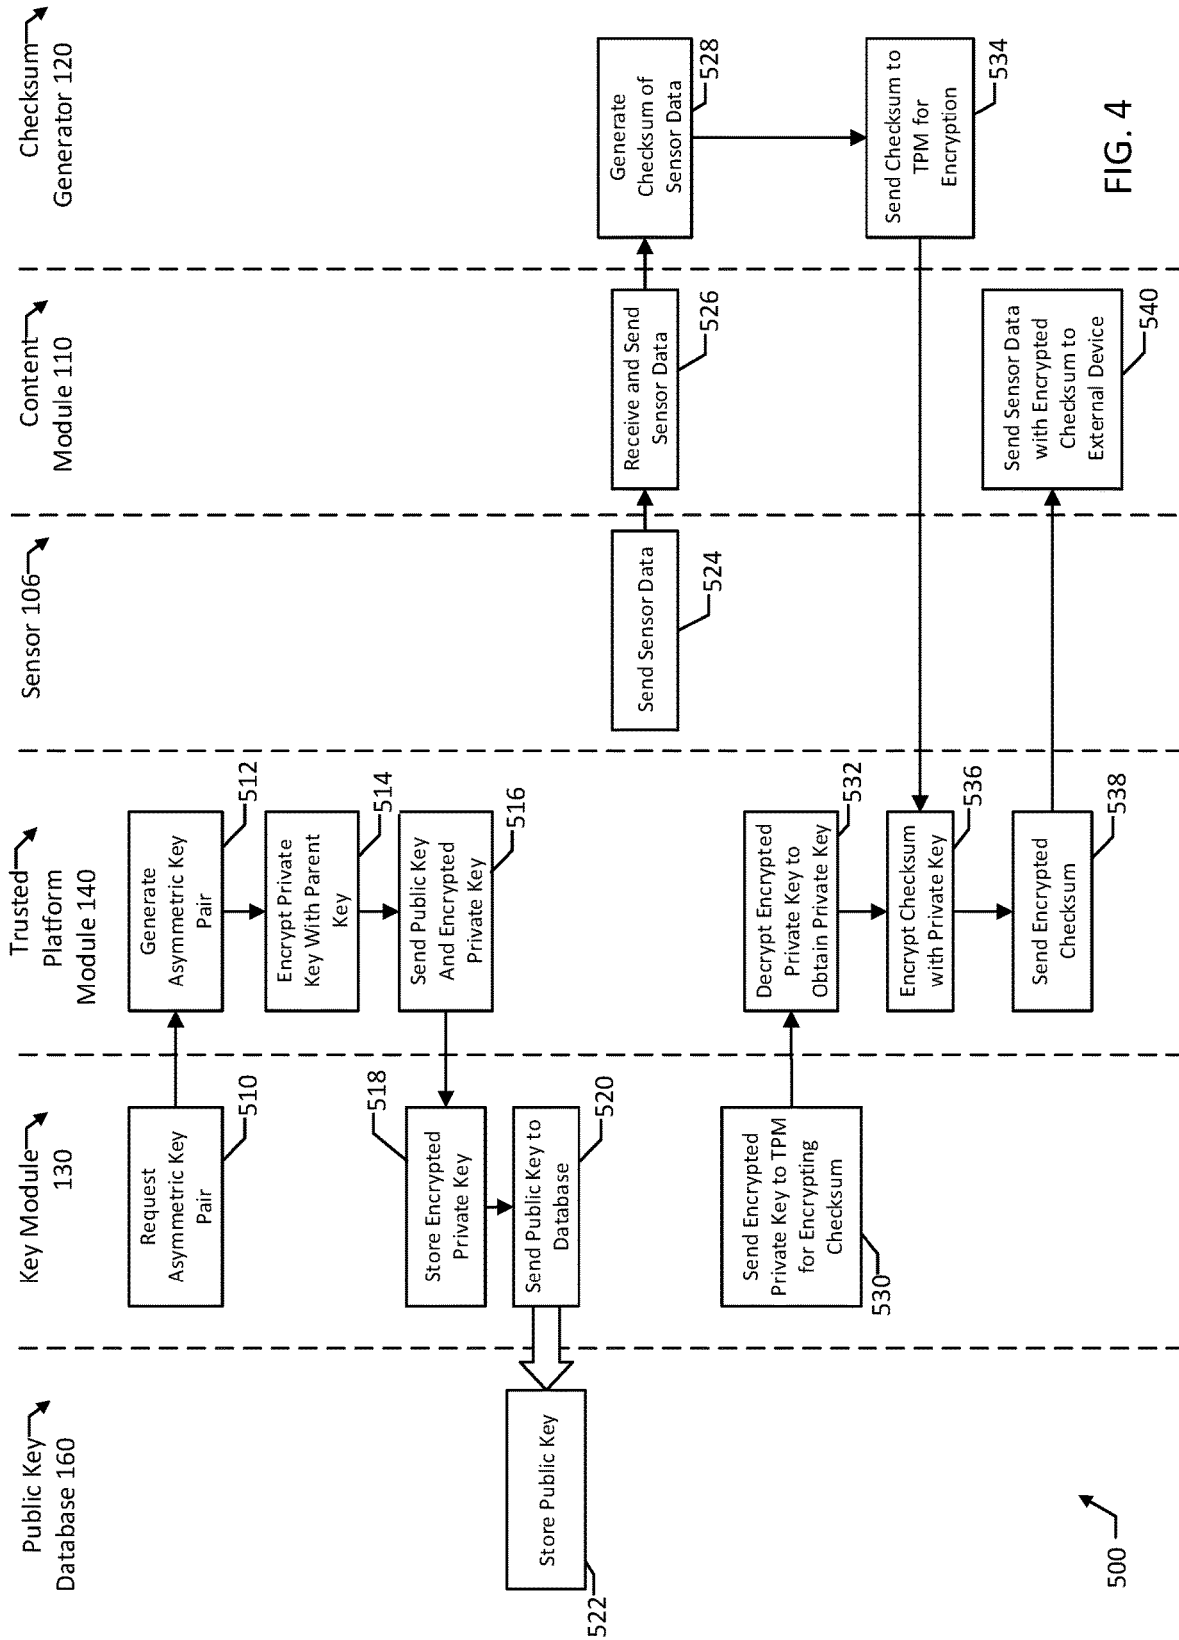 Public Key
Database 160
Key Module
130
Trusted
Platform
Module 140
Sensor 106
Content
Module 110
Checksum
Generator 120
Request
Asymmetric Key
Pair
510
Generate
Asymmetric Key
Pair
512
Encrypt Private
Key With Parent
Key
514
Send Public Key
And Encrypted
Private Key
516
Store Encrypted
Private Key
518
Send Public Key to
Database
520
Store Public Key
522
Send Sensor Data
524
Receive and Send
Sensor Data
526
Generate
Checksum of
Sensor Data
528
Send Encrypted
Private Key to TPM
for Encrypting
Checksum
530
Decrypt Encrypted
Private Key to
Obtain Private Key
532
Send Checksum to
TPM for
Encryption
534
Encrypt Checksum
with Private Key
536
Send Encrypted
Checksum
538
Send Sensor Data
with Encrypted
Checksum to
External Device
540
500
FIG. 4